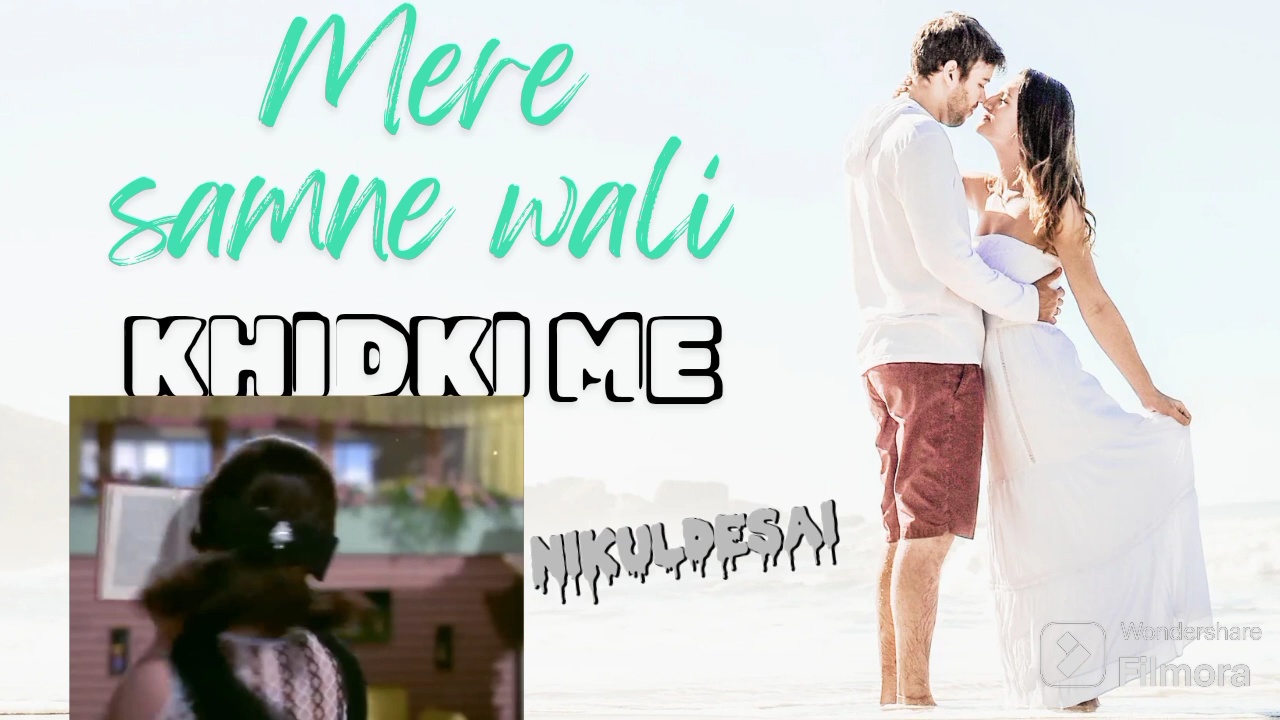 Mere
samne wali
KHIDKI ME
NIKULDESAI
Wondershare
Filmora